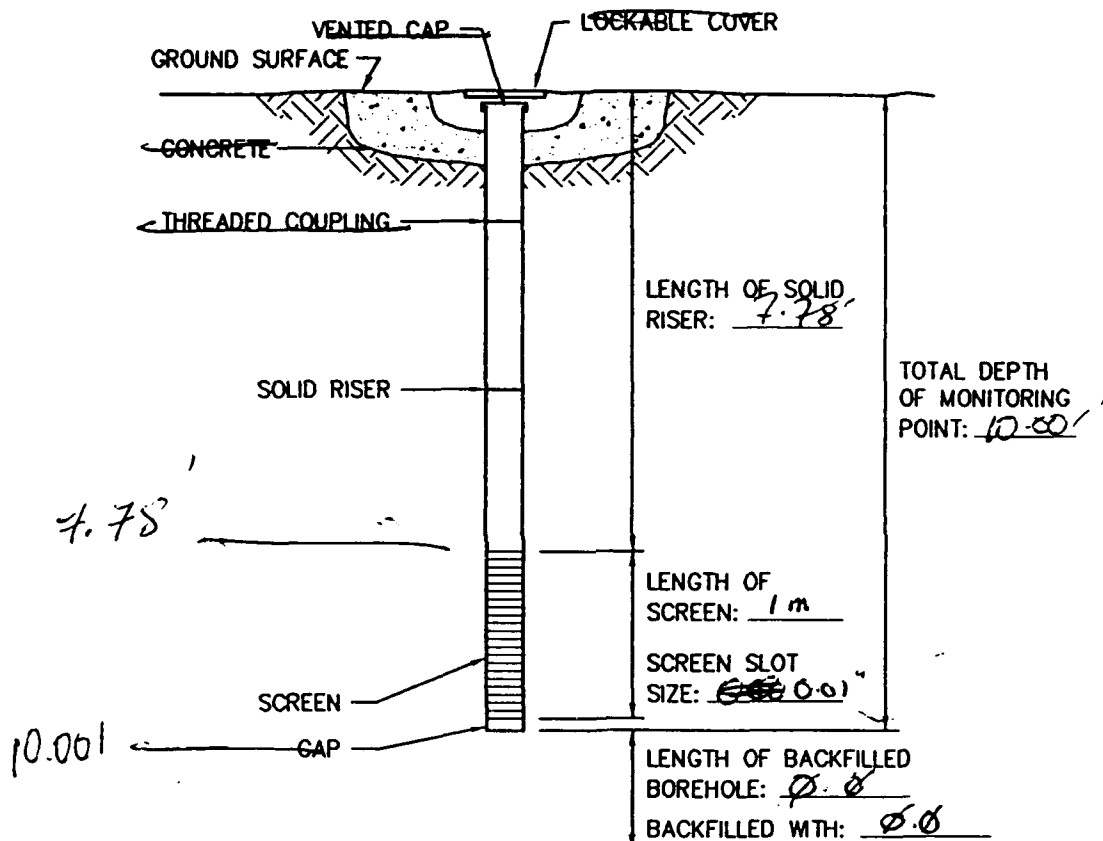 VENTED CAP
LOCKABLE COVER
GROUND SURFACE
CONCRETE
THREADED COUPLING
LENGTH OF SOLID
RISER: 7.78'
SOLID RISER
TOTAL DEPTH
OF MONITORING
POINT: 10.00'
7.78'
LENGTH OF
SCREEN: 1 m
SCREEN SLOT
SIZE: 0.01"
SCREEN
10.00'
CAP
LENGTH OF BACKFILLED
BOREHOLE: 0.0
BACKFILLED WITH: 0.0